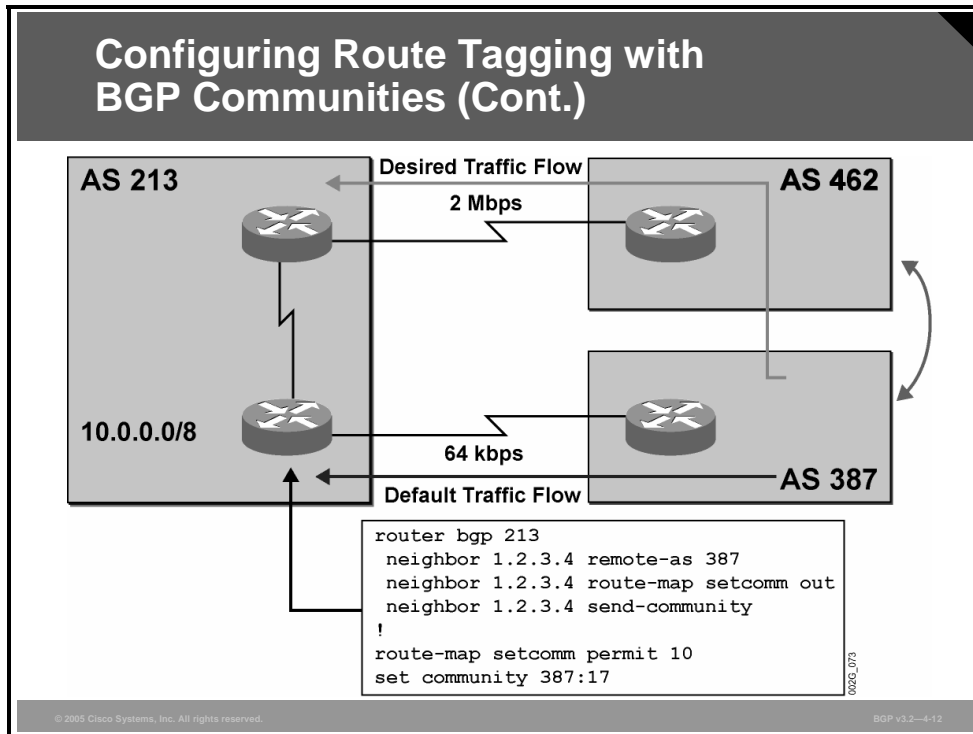 Configuring Route Tagging with
BGP Communities (Cont.)
AS 213
Desired Traffic Flow
AS 462
2 Mbps
10.0.0.0/8
64 kbps
AS 387
Default Traffic Flow
router bgp 213
neighbor 1.2.3.4 remote-as 387
neighbor 1.2.3.4 route-map setcomm out
neighbor 1.2.3.4 send-community
!
route-map setcomm permit 10
set community 387:17
002G_073
© 2005 Cisco Systems, Inc. All rights reserved.
BGP v3.2—4-12